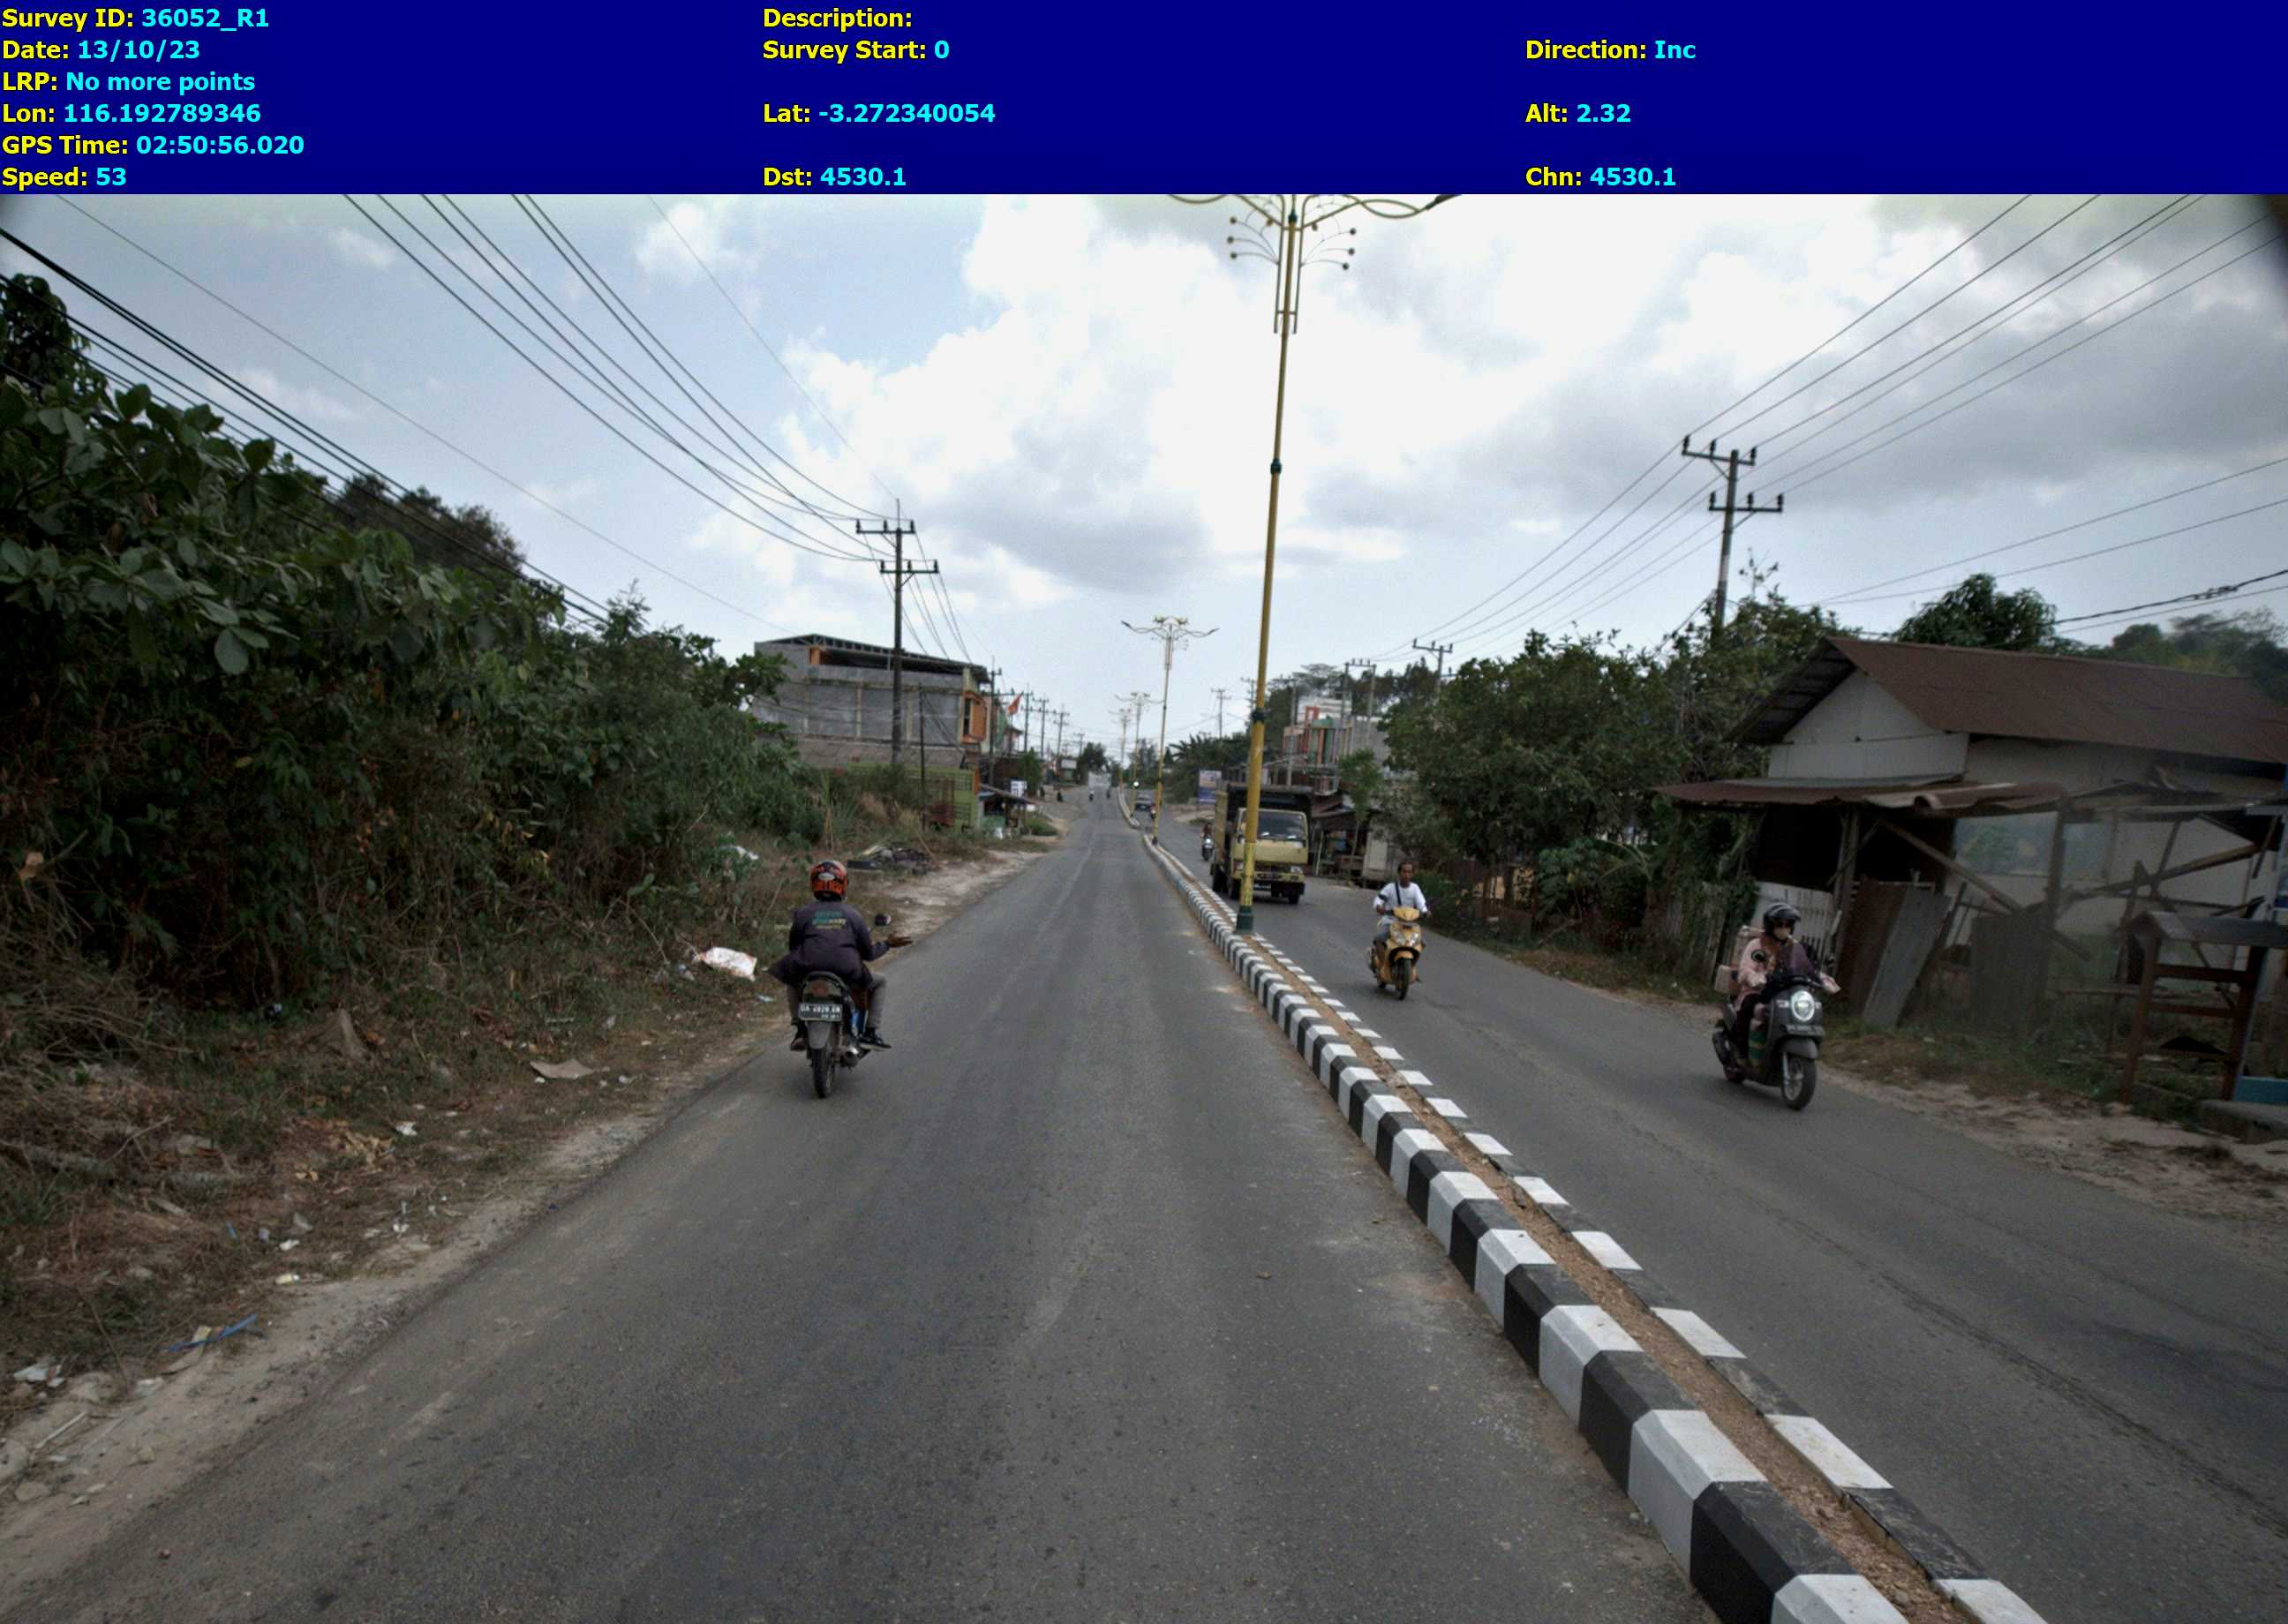 Survey ID: 36052_R1 Description:
Date: 13/10/23 Survey Start: 0 Direction: Inc
LRP: No more points
Lon: 116.192789346 Lat: -3.272340054 Alt: 2.32
GPS Time: 02:50:56.020
Speed: 53 Dst: 4530.1 Chn: 4530.1